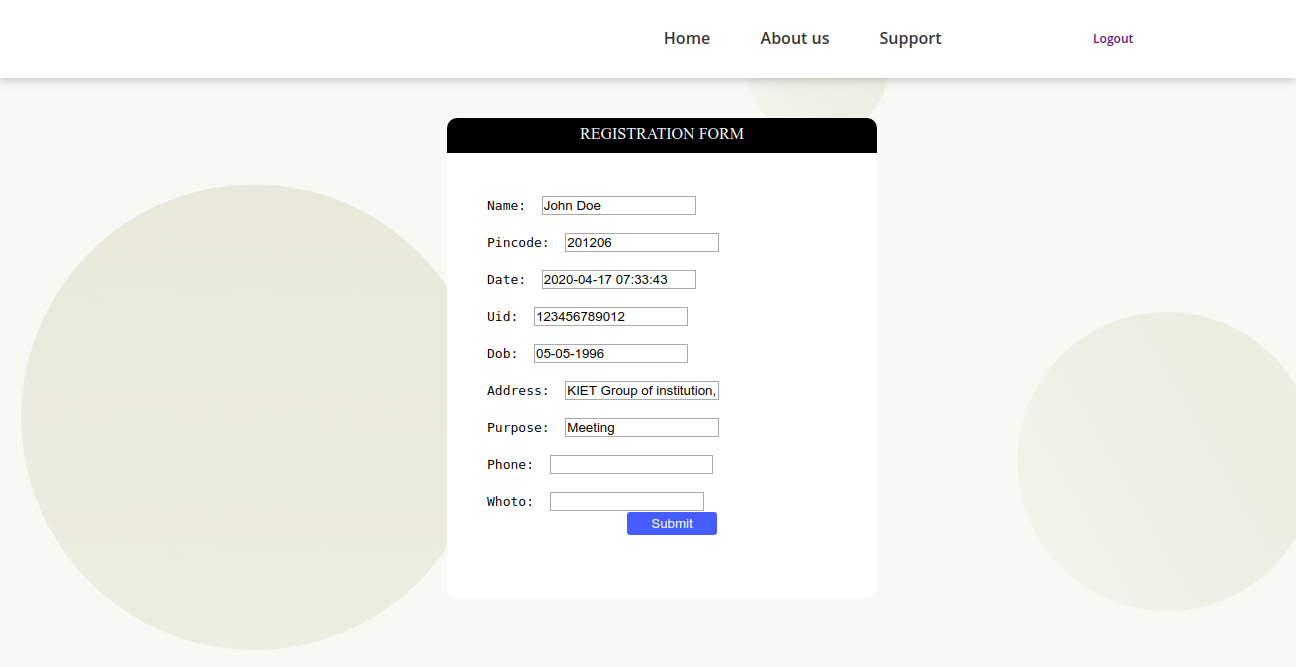 Home About us Support Logout
REGISTRATION FORM
Name: John Doe
Pincode: 201206
Date: 2020-04-17 07:33:43
Uid: 123456789012
Dob: 05-05-1996
Address: KIET Group of institution,
Purpose: Meeting
Phone:
Whoto:
Submit